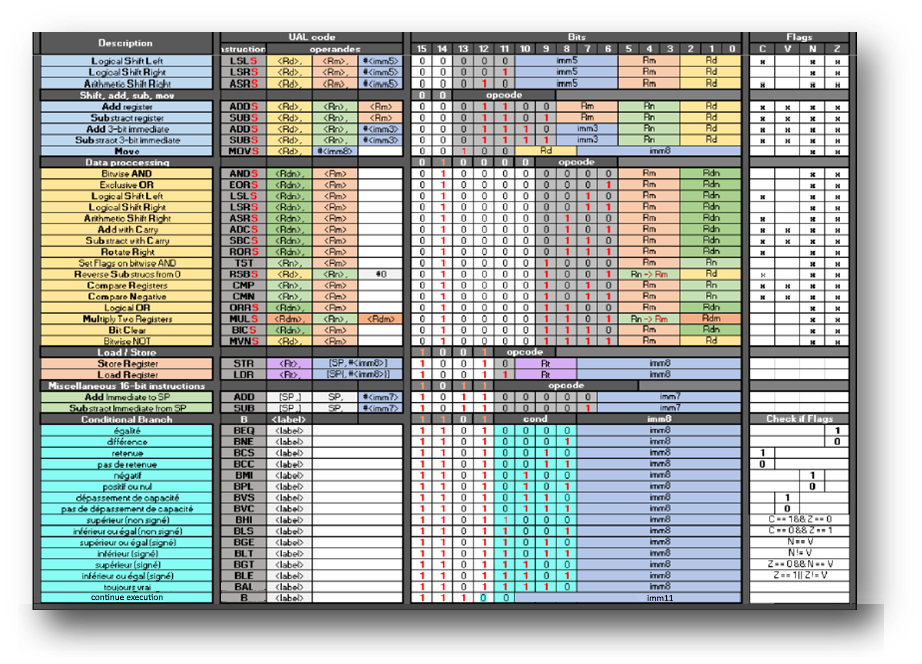 Description UAL code Bits Flags
Instruction operandes 15 14 13 12 11 10 9 8 7 6 5 4 3 2 1 0 C V N Z
Logical Shift Left LSLS <Rd>, <Rm>, #<imm5> 0 0 0 0 0 imm5 Rm Rd x x x
Logical Shift Right LSRS <Rd>, <Rm>, #<imm5> 0 0 0 0 1 imm5 Rm Rd x x
Arithmetic Shift Right ASRS <Rd>, <Rm>, #<imm5> 0 0 0 1 0 imm5 Rm Rd x x x
Shift, add, sub, mov 0 0 opcode
Add register ADDS <Rd>, <Rn>, <Rm> 0 0 0 1 1 0 0 Rm Rn Rd x x x x
Substract register SUBS <Rd>, <Rn>, <Rm> 0 0 0 1 1 0 1 Rm Rn Rd x x x x
Add 3-bit immediate ADDS <Rd>, <Rn>, #<imm3> 0 0 0 1 1 1 0 imm3 Rn Rd x x x x
Substract 3-bit immediate SUBS <Rd>, <Rn>, #<imm3> 0 0 0 1 1 1 1 imm3 Rn Rd x x x x
Move MOVS <Rd>, #<imm8> 0 0 1 0 0 Rd imm8 x x
Data proccessing 0 1 0 0 0 0 opcode
Bitwise AND ANDS <Rdn>, <Rm> 0 1 0 0 0 0 0 0 0 0 Rm Rdn x x
Exclusive OR EORS <Rdn>, <Rm> 0 1 0 0 0 0 0 0 0 1 Rm Rdn x x
Logical Shift Left LSLS <Rdn>, <Rm> 0 1 0 0 0 0 0 0 1 0 Rm Rdn x x x
Logical Shift Right LSRS <Rdn>, <Rm> 0 1 0 0 0 0 0 0 1 1 Rm Rdn x x
Arithmetic Shift Right ASRS <Rdn>, <Rm> 0 1 0 0 0 0 0 1 0 0 Rm Rdn x x x
Add with Carry ADCS <Rdn>, <Rm> 0 1 0 0 0 0 0 1 0 1 Rm Rdn x x x x
Substract with Carry SBCS <Rdn>, <Rm> 0 1 0 0 0 0 0 1 1 0 Rm Rdn x x x x
Rotate Right RORS <Rdn>, <Rm> 0 1 0 0 0 0 0 1 1 1 Rm Rdn x x x
Set Flags on bitwise AND TST <Rn>, <Rm> 0 1 0 0 0 0 1 0 0 0 Rm Rn x x
Reverse Substrucs from 0 RSBS <Rd>, <Rn>, #0 0 1 0 0 0 0 1 0 0 1 Rn -> Rm Rd x x x
Compare Registers CMP <Rn>, <Rm> 0 1 0 0 0 0 1 0 1 0 Rm Rn x x x x
Compare Negative CMN <Rn>, <Rm> 0 1 0 0 0 0 1 0 1 1 Rm Rn x x x x
Logical OR ORRS <Rdn>, <Rm> 0 1 0 0 0 0 1 1 0 0 Rm Rdn x x
Multiply Two Registers MULS <Rdm>, <Rn>, <Rdm> 0 1 0 0 0 0 1 1 0 1 Rn -> Rm Rdm x x
Bit Clear BICS <Rdn>, <Rm> 0 1 0 0 0 0 1 1 1 0 Rm Rdn x x
Bitwise NOT MVNS <Rd>, <Rm> 0 1 0 0 0 0 1 1 1 1 Rm Rd x x
Load / Store 1 0 0 1 opcode
Store Register STR <Rt>, [SP,#<imm8>] 1 0 0 1 0 Rt imm8
Load Register LDR <Rt>, [SP{,#<imm8>}] 1 0 0 1 1 Rt imm8
Miscellaneous 16-bit instructions 1 0 1 1 opcode
Add Immediate to SP ADD [SP,] SP, #<imm7> 1 0 1 1 0 0 0 0 0 imm7
Substract Immediate from SP SUB [SP,] SP, #<imm7> 1 0 1 1 0 0 0 0 1 imm7
Conditional Branch B <label> 1 1 0 1 cond imm8 Check if Flags
égalité BEQ <label> 1 1 0 1 0 0 0 0 imm8 1
différence BNE <label> 1 1 0 1 0 0 0 1 imm8 0
retenue BCS <label> 1 1 0 1 0 0 1 0 imm8 1
pas de retenue BCC <label> 1 1 0 1 0 0 1 1 imm8 0
négatif BMI <label> 1 1 0 1 0 1 0 0 imm8 1
positif ou nul BPL <label> 1 1 0 1 0 1 0 1 imm8 0
dépassement de capacité BVS <label> 1 1 0 1 0 1 1 0 imm8 1
pas de dépassement de capacité BVC <label> 1 1 0 1 0 1 1 1 imm8 0
supérieur (non signé) BHI <label> 1 1 0 1 1 0 0 0 imm8 C == 1 && Z == 0
inférieur ou égal (non signé) BLS <label> 1 1 0 1 1 0 0 1 imm8 C == 0 && Z == 1
supérieur ou égal (signé) BGE <label> 1 1 0 1 1 0 1 0 imm8 N == V
inférieur (signé) BLT <label> 1 1 0 1 1 0 1 1 imm8 N != V
supérieur (signé) BGT <label> 1 1 0 1 1 1 0 0 imm8 Z == 0 && N == V
inférieur ou égal (signé) BLE <label> 1 1 0 1 1 1 0 1 imm8 Z == 1 || Z! = V
toujours vrai BAL <label> 1 1 0 1 1 1 1 0 imm8
continue execution B <label> 1 1 1 0 0 imm11